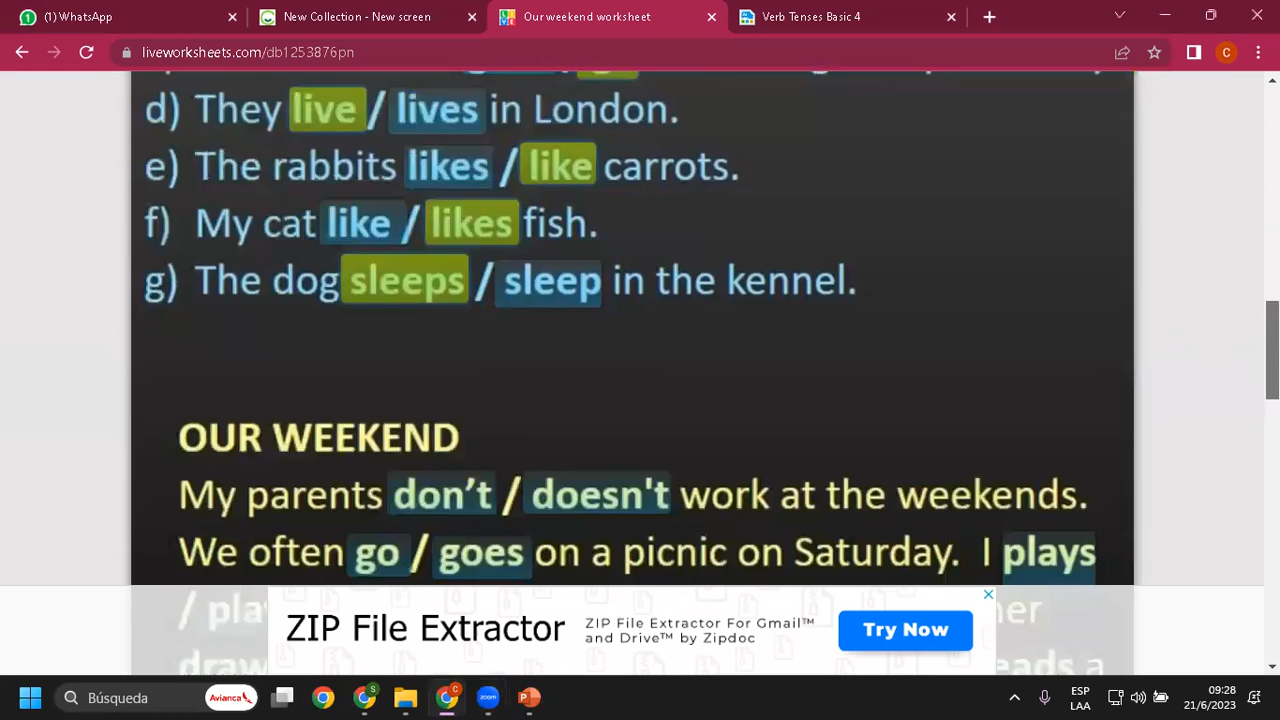 (1) WhatsApp
New Collection - New screen
Our weekend worksheet
Verb Tenses Basic 4
liveworksheets.com/db1253876pn
C
d) They live / lives in London.
e) The rabbits likes / like carrots.
f) My cat like / likes fish.
g) The dog sleeps / sleep in the kennel.
OUR WEEKEND
My parents don’t / doesn't work at the weekends.
We often go / goes on a picnic on Saturday. I plays
ZIP File Extractor
ZIP File Extractor For Gmail™
and Drive™ by Zipdoc
Try Now
Búsqueda
Avianca
zoom
ESP
LAA
09:28
21/6/2023